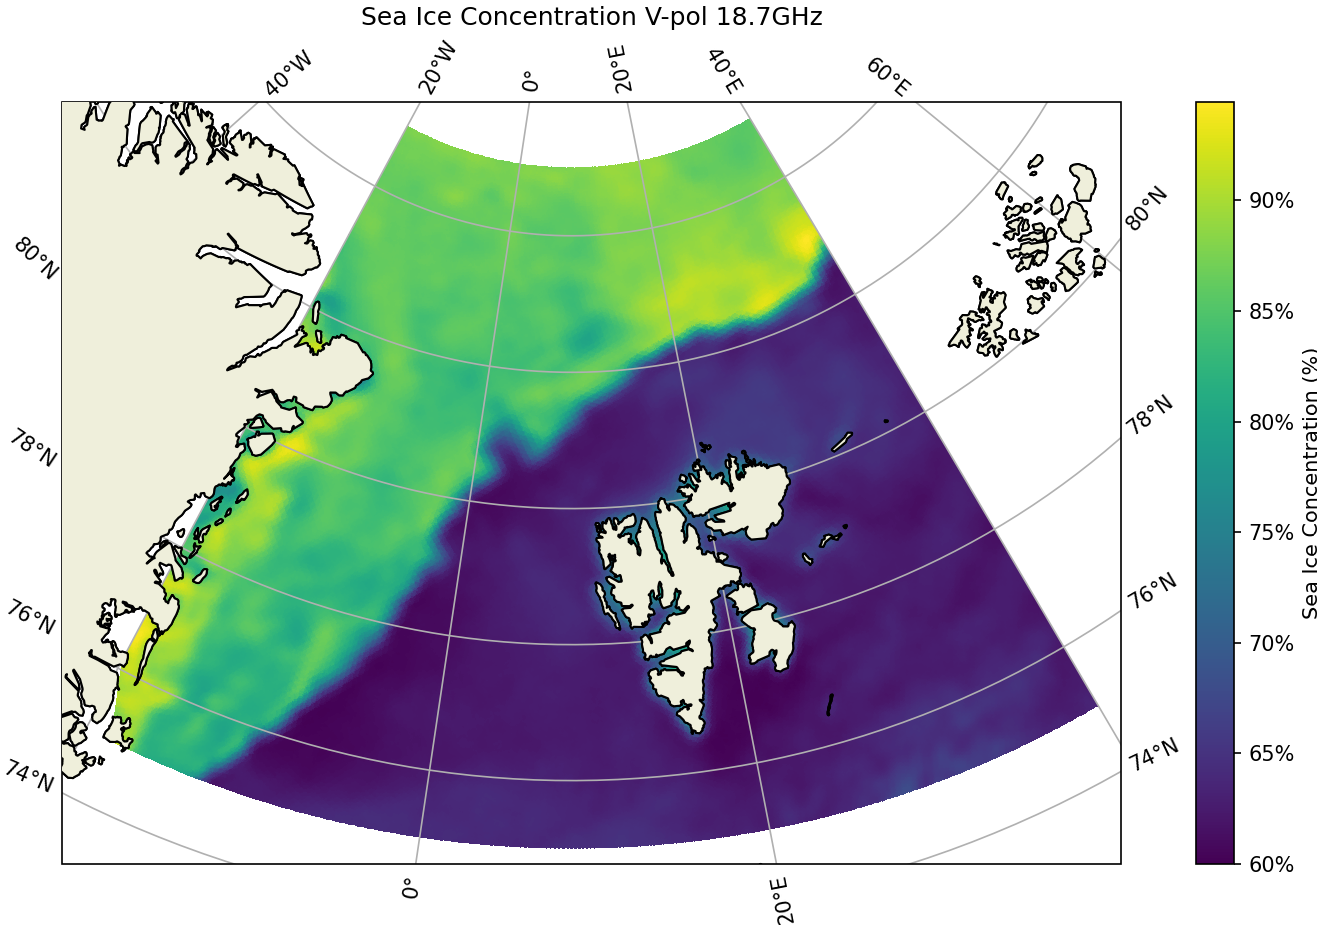 Sea Ice Concentration V-pol 18.7GHz
40°W
20°W
0°
20°E
40°E
60°E
80°N
78°N
76°N
74°N
80°N
78°N
76°N
74°N
0°
20°E
90%
85%
80%
75%
70%
65%
60%
Sea Ice Concentration (%)